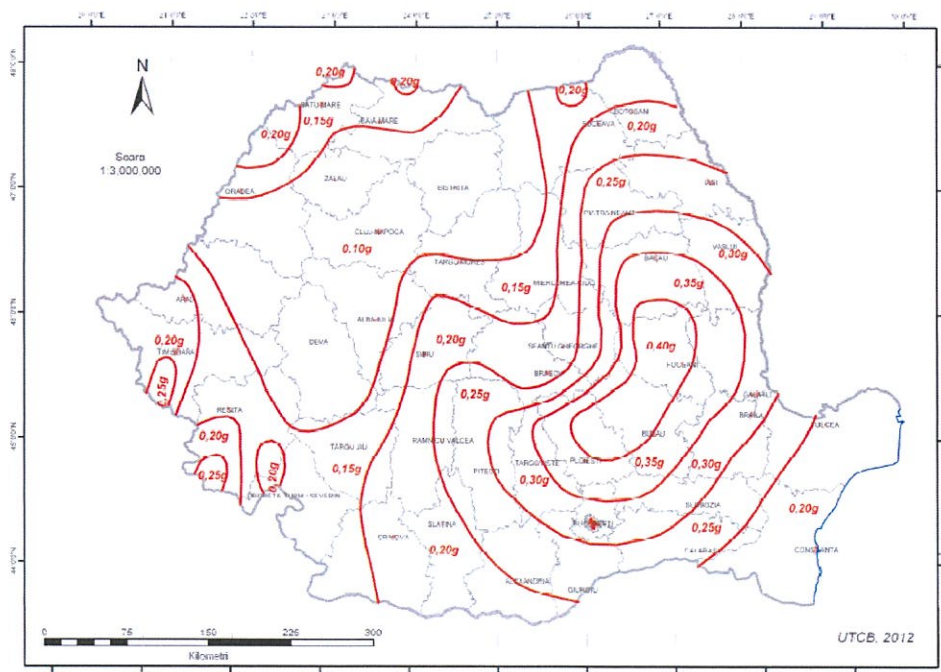 N
Scara
1:3.000.000
0,20g
0,20g
0,20g
BAIA MARE
0,15g
SUCEAVA
BOTOSANI
0,20g
0,20g
ORADEA
ZALAU
BISTRITA
0,25g
IASI
PIATRA NEAMT
CLUJ-NAPOCA
0.10g
VASLUI
0,30g
TARGU MURES
BACAU
0,15g
MIERCUREA CIUC
0,35g
ARAD
ALBA IULIA
0,20g
0,20g
TIMISOARA
DEVA
SIBIU
SFANTU GHEORGHE
0,40g
BRASOV
FOCSANI
0,25g
0,25g
GALATI
RESITA
BRAILA
TULCEA
0,20g
TARGU JIU
RAMNICU VALCEA
BUZAU
0,15g
PITESTI
TARGOVISTE
PLOIESTI
0,35g
0,30g
0,25g
0,20g
0,30g
DROBETA TURNU SEVERIN
SLOBOZIA
0,20g
CRAIOVA
SLATINA
0,25g
0,20g
CALARASI
CONSTANTA
ALEXANDRIA
GIURGIU
0
75
150
225
300
Kilometri
UTCB, 2012